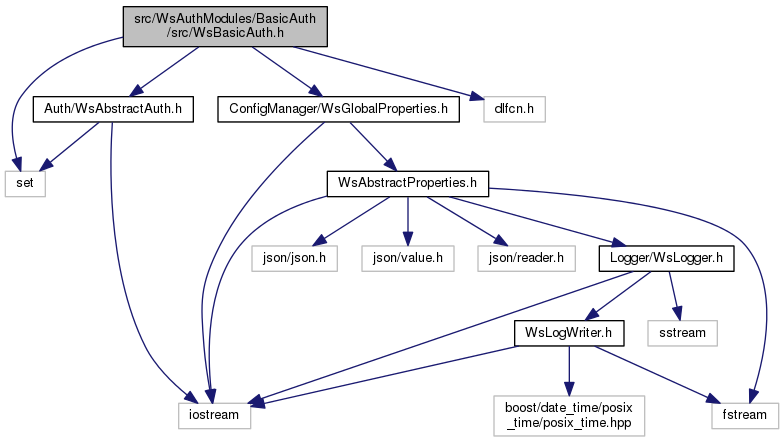 src/WsAuthModules/BasicAuth
/src/WsBasicAuth.h
Auth/WsAbstractAuth.h
ConfigManager/WsGlobalProperties.h
dlfcn.h
set
WsAbstractProperties.h
json/json.h
json/value.h
json/reader.h
Logger/WsLogger.h
WsLogWriter.h
sstream
iostream
boost/date_time/posix
_time/posix_time.hpp
fstream